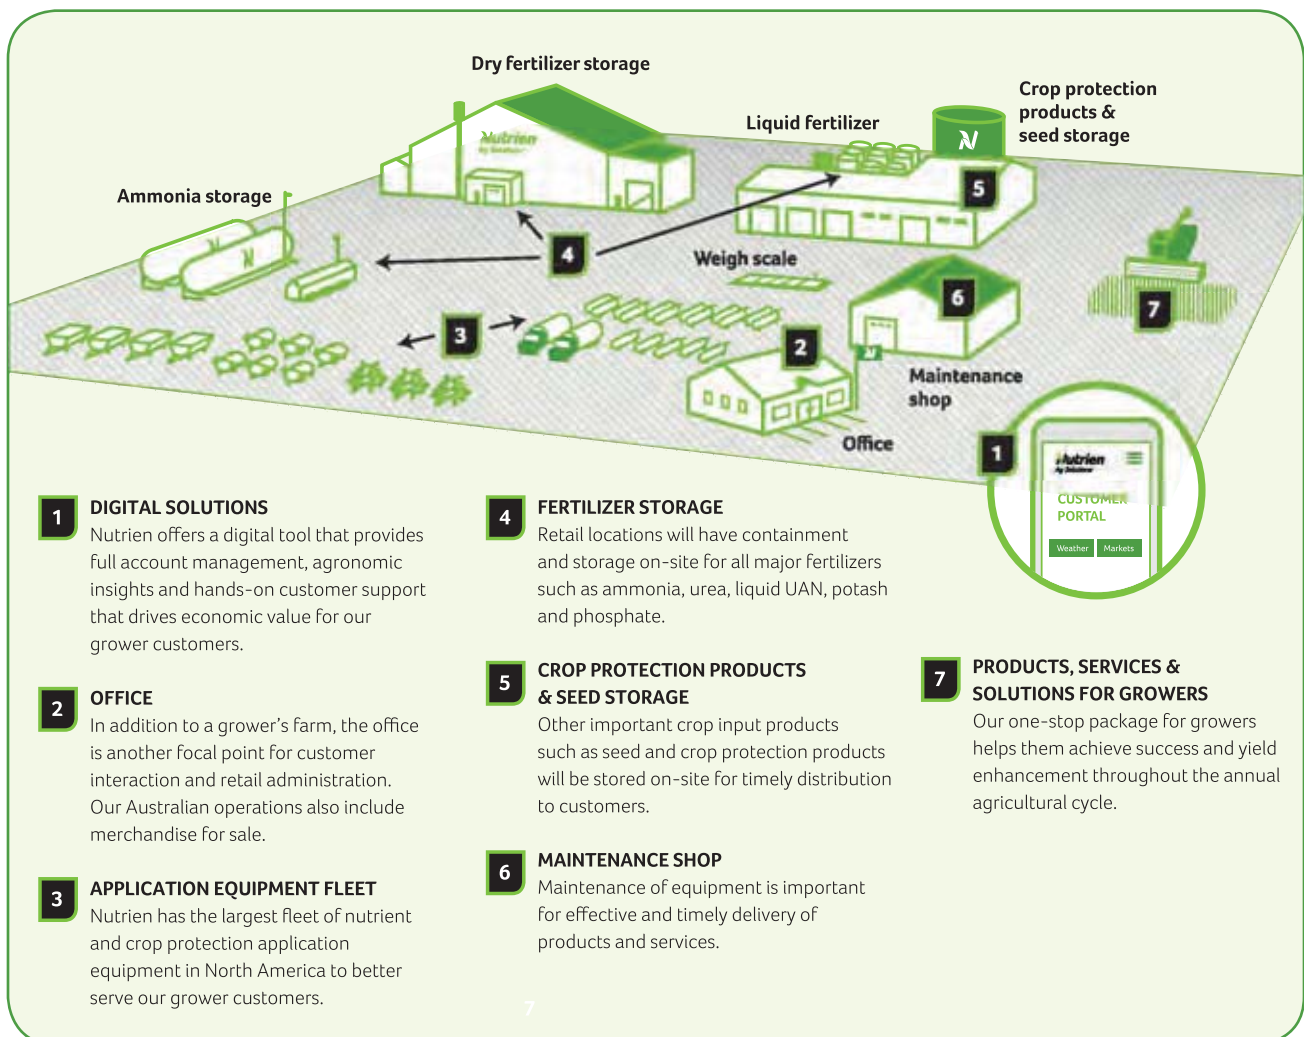 Dry fertilizer storage
Crop protection
products &
seed storage
Liquid fertilizer
Nutrien
Ag Solutions
Ammonia storage
5
4
Weigh scale
6
7
3
2
Maintenance
shop
Office
1
Nutrien
Ag Solutions
CUSTOMER
PORTAL
Weather
Markets
1
DIGITAL SOLUTIONS
Nutrien offers a digital tool that provides
full account management, agronomic
insights and hands-on customer support
that drives economic value for our
grower customers.
2
OFFICE
In addition to a grower’s farm, the office
is another focal point for customer
interaction and retail administration.
Our Australian operations also include
merchandise for sale.
3
APPLICATION EQUIPMENT FLEET
Nutrien has the largest fleet of nutrient
and crop protection application
equipment in North America to better
serve our grower customers.
4
FERTILIZER STORAGE
Retail locations will have containment
and storage on-site for all major fertilizers
such as ammonia, urea, liquid UAN, potash
and phosphate.
5
CROP PROTECTION PRODUCTS
& SEED STORAGE
Other important crop input products
such as seed and crop protection products
will be stored on-site for timely distribution
to customers.
6
MAINTENANCE SHOP
Maintenance of equipment is important
for effective and timely delivery of
products and services.
7
PRODUCTS, SERVICES &
SOLUTIONS FOR GROWERS
Our one-stop package for growers
helps them achieve success and yield
enhancement throughout the annual
agricultural cycle.
7